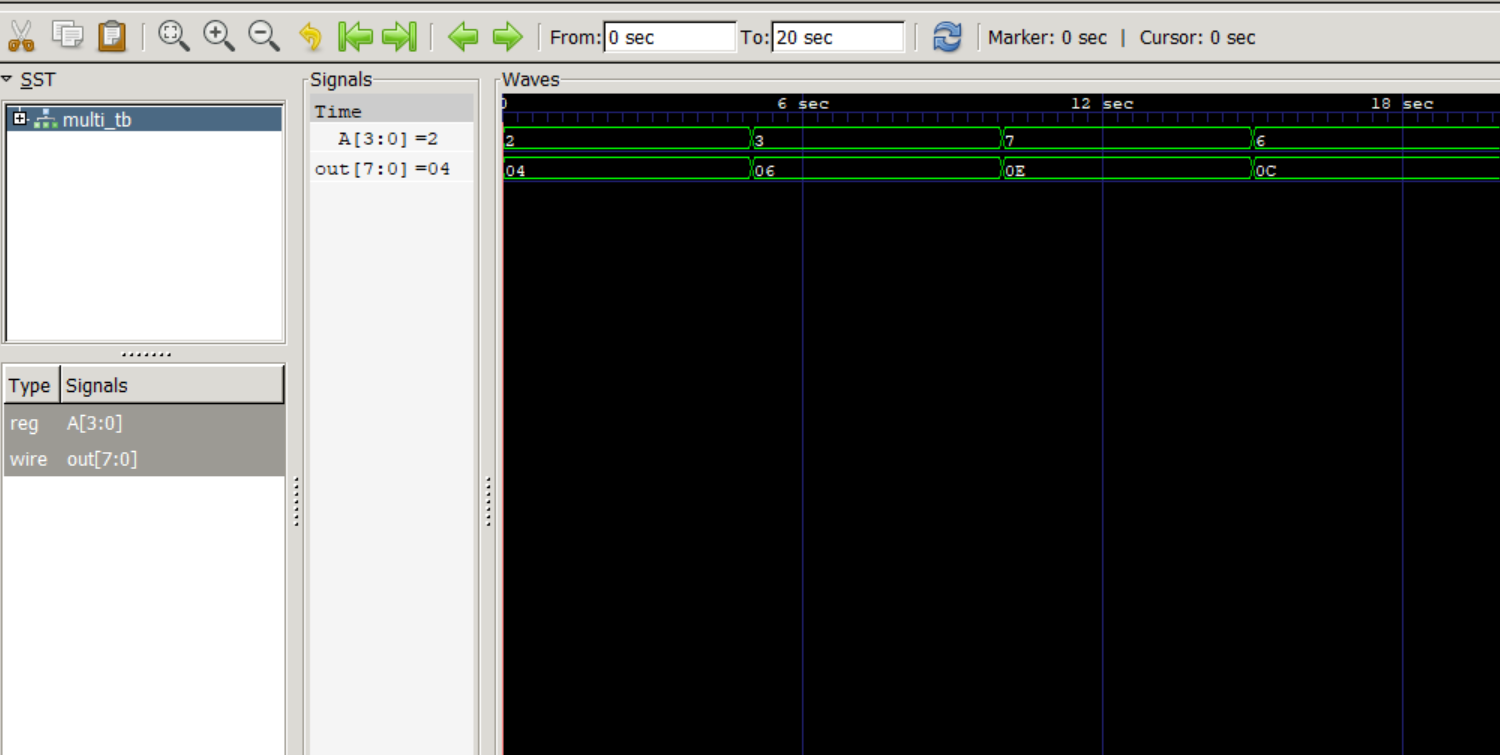 From: 0 sec To: 20 sec Marker: 0 sec | Cursor: 0 sec
SST
multi_tb
Type Signals
reg A[3:0]
wire out[7:0]
Signals
Time
A[3:0] =2
out[7:0] =04
Waves
0 6 sec 12 sec 18 sec
2 3 7 6
04 06 0E 0C